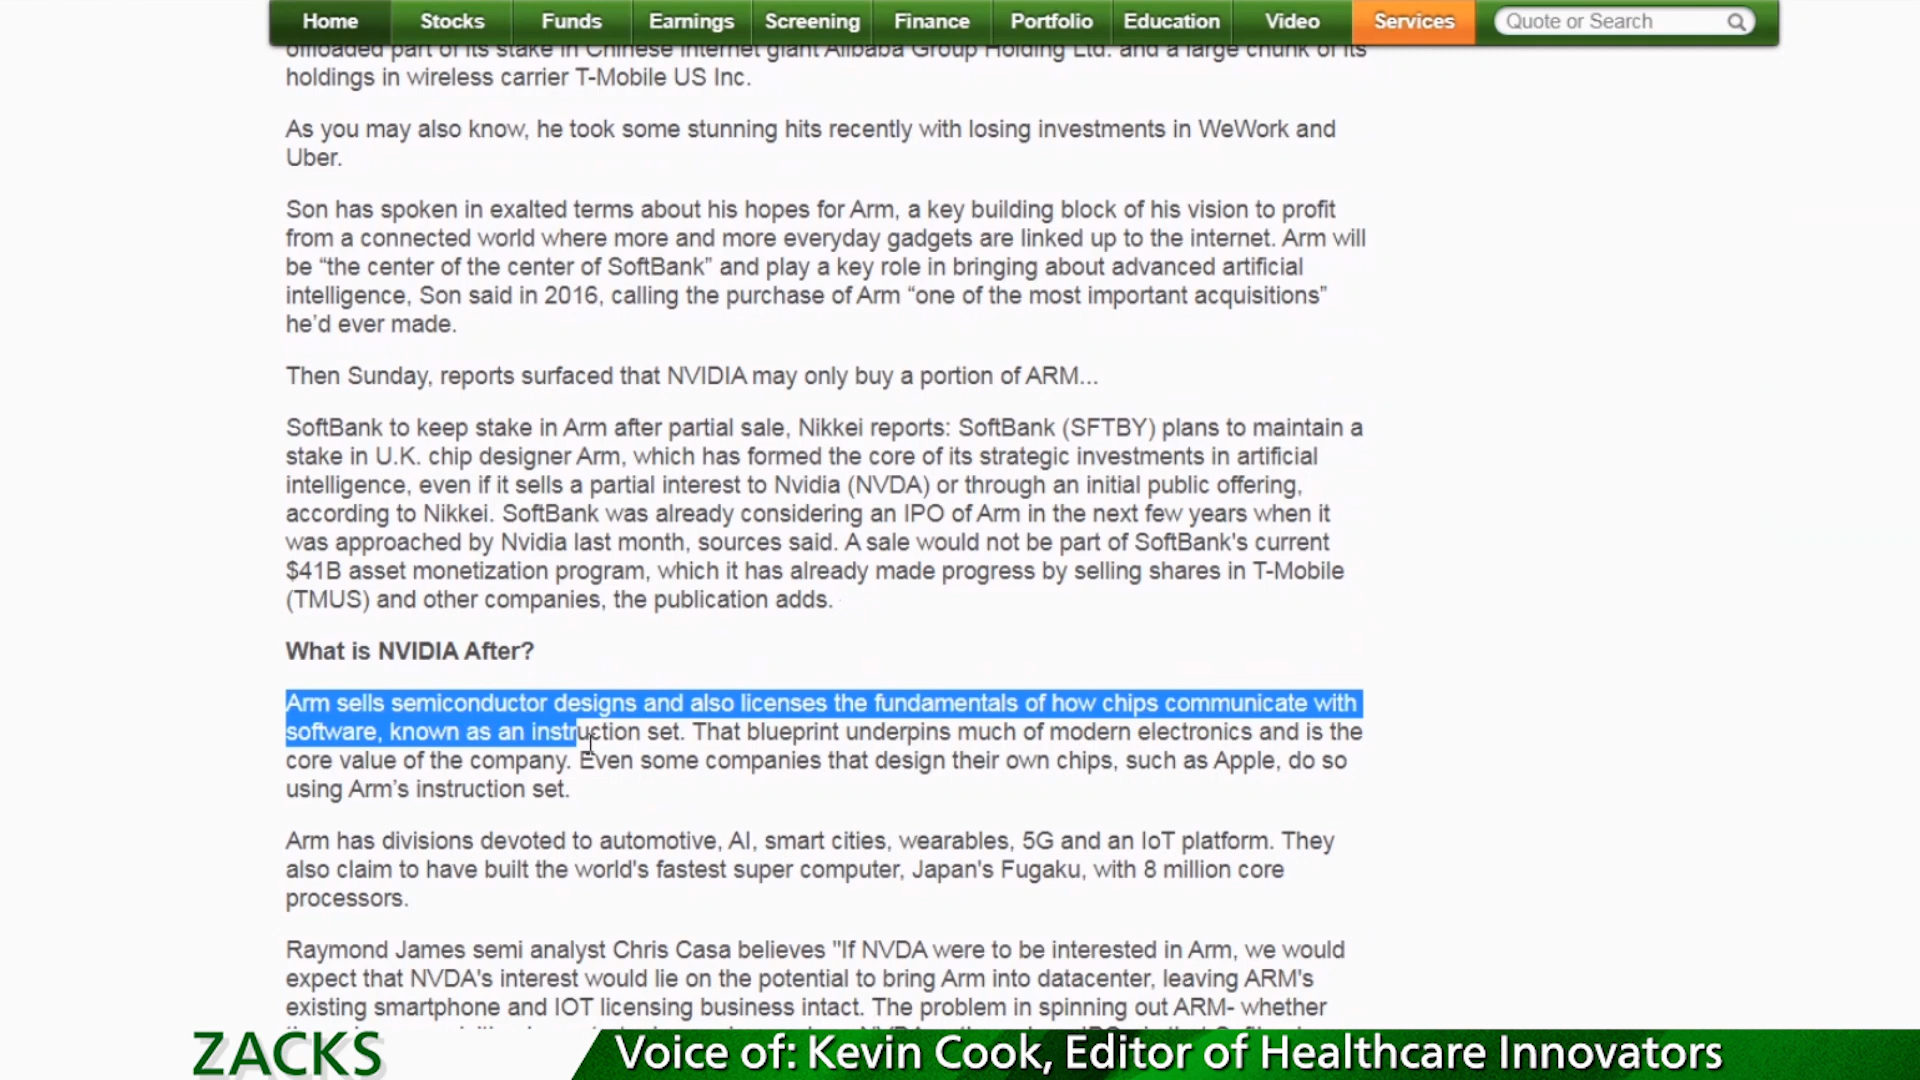 Home Stocks Funds Earnings Screening Finance Portfolio Education Video Services Quote or Search
offloaded part of its stake in Chinese internet giant Alibaba Group Holding Ltd. and a large chunk of its
holdings in wireless carrier T-Mobile US Inc.
As you may also know, he took some stunning hits recently with losing investments in WeWork and
Uber.
Son has spoken in exalted terms about his hopes for Arm, a key building block of his vision to profit
from a connected world where more and more everyday gadgets are linked up to the internet. Arm will
be “the center of the center of SoftBank” and play a key role in bringing about advanced artificial
intelligence, Son said in 2016, calling the purchase of Arm “one of the most important acquisitions”
he’d ever made.
Then Sunday, reports surfaced that NVIDIA may only buy a portion of ARM...
SoftBank to keep stake in Arm after partial sale, Nikkei reports: SoftBank (SFTBY) plans to maintain a
stake in U.K. chip designer Arm, which has formed the core of its strategic investments in artificial
intelligence, even if it sells a partial interest to Nvidia (NVDA) or through an initial public offering,
according to Nikkei. SoftBank was already considering an IPO of Arm in the next few years when it
was approached by Nvidia last month, sources said. A sale would not be part of SoftBank's current
$41B asset monetization program, which it has already made progress by selling shares in T-Mobile
(TMUS) and other companies, the publication adds.
What is NVIDIA After?
Arm sells semiconductor designs and also licenses the fundamentals of how chips communicate with
software, known as an instruction set. That blueprint underpins much of modern electronics and is the
core value of the company. Even some companies that design their own chips, such as Apple, do so
using Arm’s instruction set.
Arm has divisions devoted to automotive, AI, smart cities, wearables, 5G and an IoT platform. They
also claim to have built the world's fastest super computer, Japan's Fugaku, with 8 million core
processors.
Raymond James semi analyst Chris Casa believes "If NVDA were to be interested in Arm, we would
expect that NVDA's interest would lie on the potential to bring Arm into datacenter, leaving ARM's
existing smartphone and IOT licensing business intact. The problem in spinning out ARM- whether
ZACKS Voice of: Kevin Cook, Editor of Healthcare Innovators